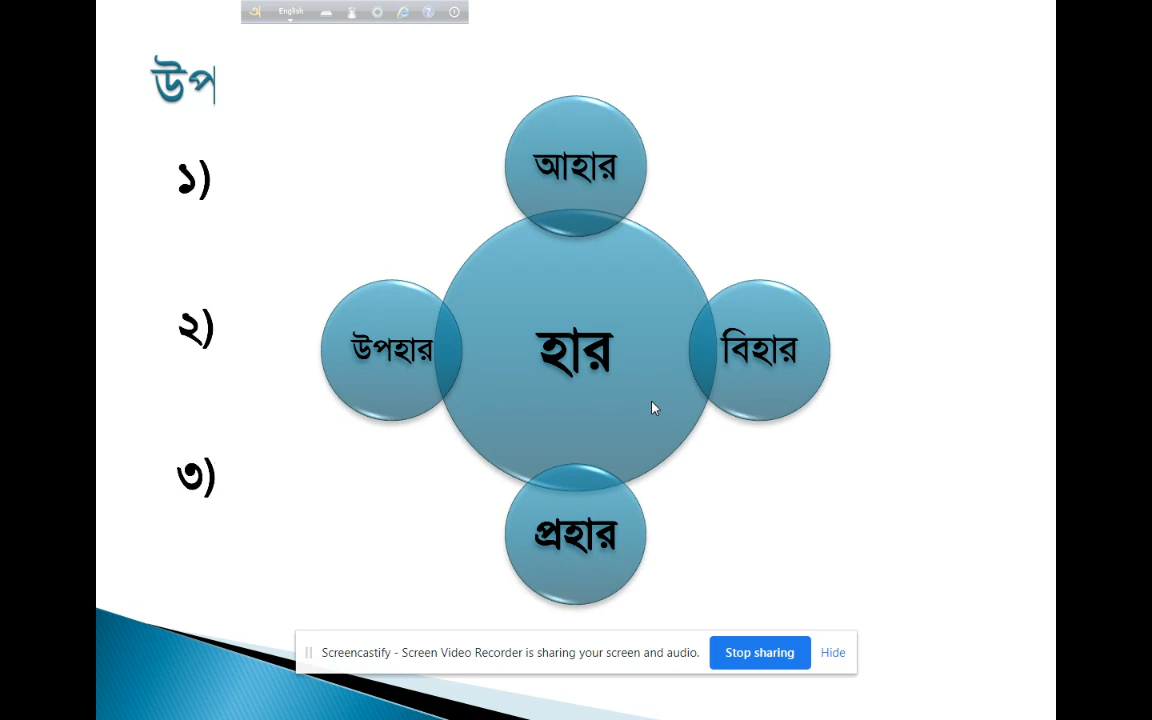 English
উপ
১)
আহার
২)
উপহার
হার
বিহার
৩)
প্রহার
Screencastify - Screen Video Recorder is sharing your screen and audio.
Stop sharing
Hide